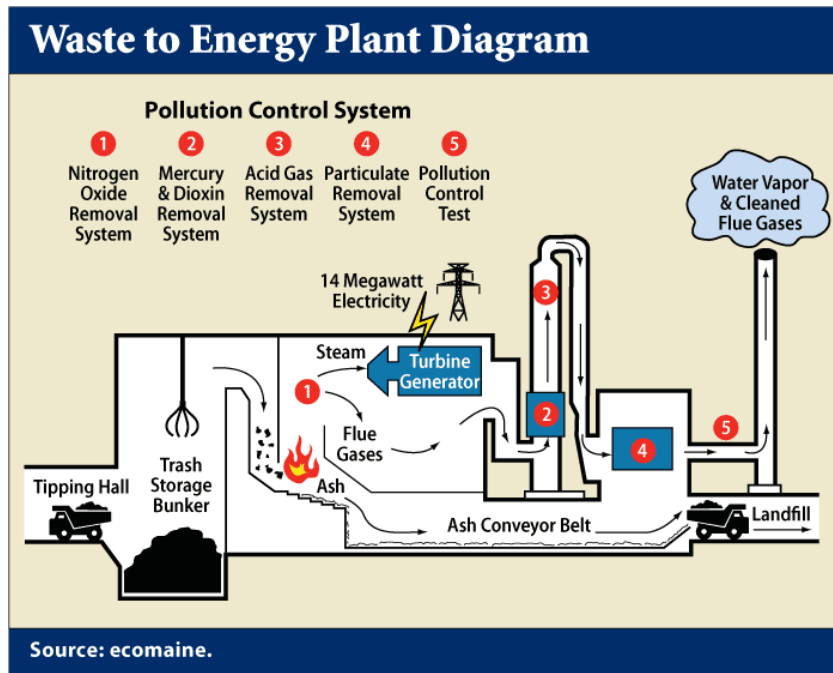 Waste to Energy Plant Diagram
Pollution Control System
1
Nitrogen
Oxide
Removal
System
2
Mercury
& Dioxin
Removal
System
3
Acid Gas
Removal
System
4
Particulate
Removal
System
5
Pollution
Control
Test
Water Vapor
& Cleaned
Flue Gases
14 Megawatt
Electricity
3
Steam
Turbine
Generator
1
2
Flue
Gases
5
4
Tipping Hall
Trash
Storage
Bunker
Ash
Ash Conveyor Belt
Landfill
Source: ecomaine.